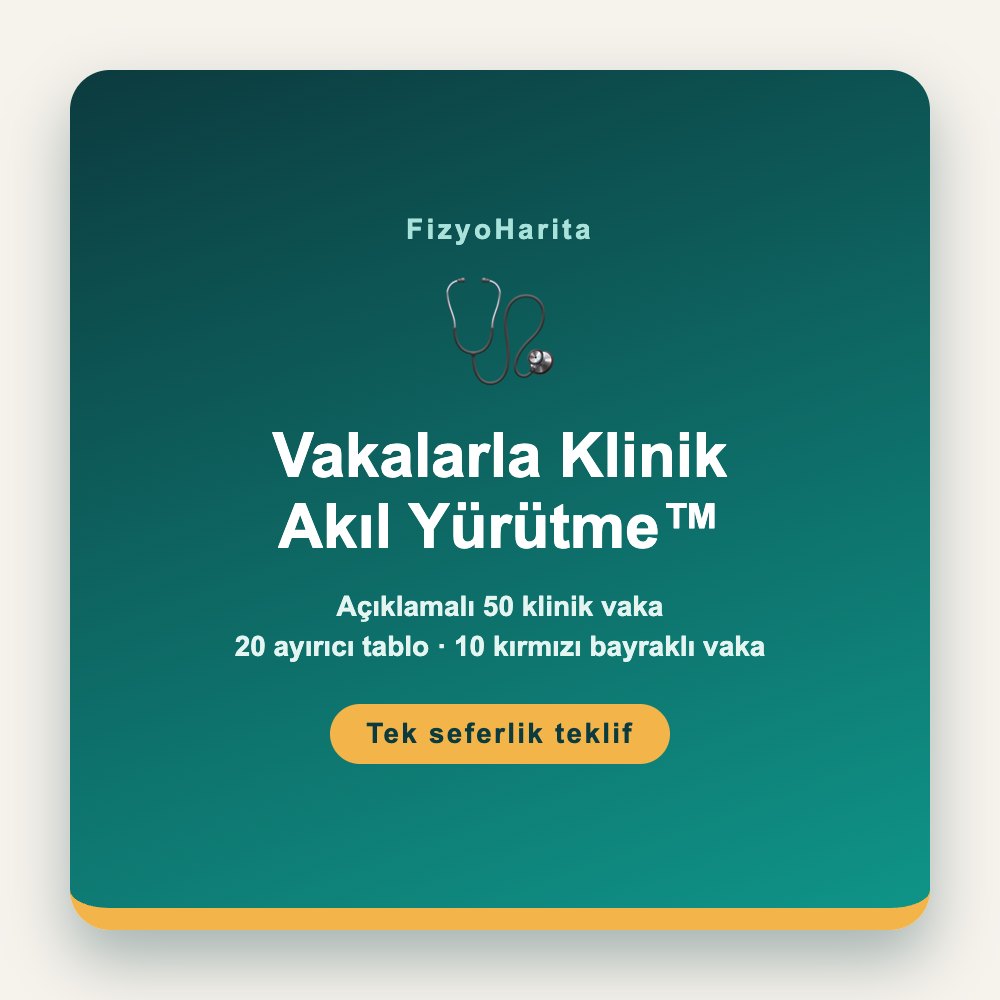 FizyoHarita
Vakalarla Klinik
Akıl Yürütme™
Açıklamalı 50 klinik vaka
20 ayırıcı tablo · 10 kırmızı bayraklı vaka
Tek seferlik teklif